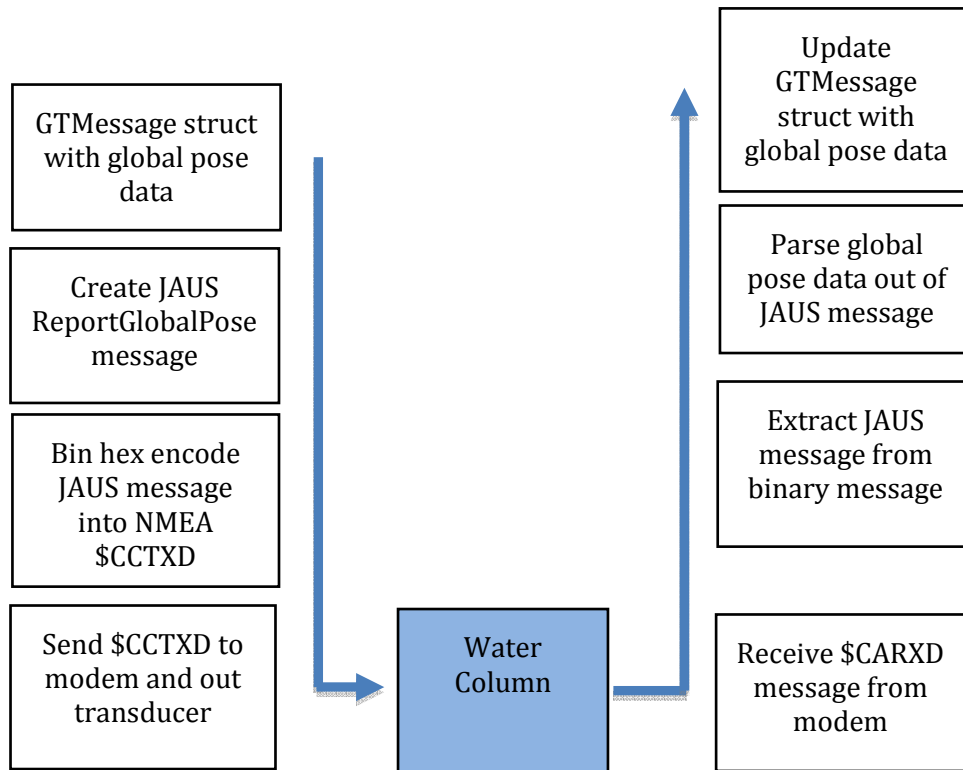 GTMessage struct
with global pose
data
Create JAUS
ReportGlobalPose
message
Bin hex encode
JAUS message
into NMEA
$CCTXD
Send $CCTXD to
modem and out
transducer
Water
Column
Update
GTMessage
struct with
global pose data
Parse global
pose data out of
JAUS message
Extract JAUS
message from
binary message
Receive $CARXD
message from
modem